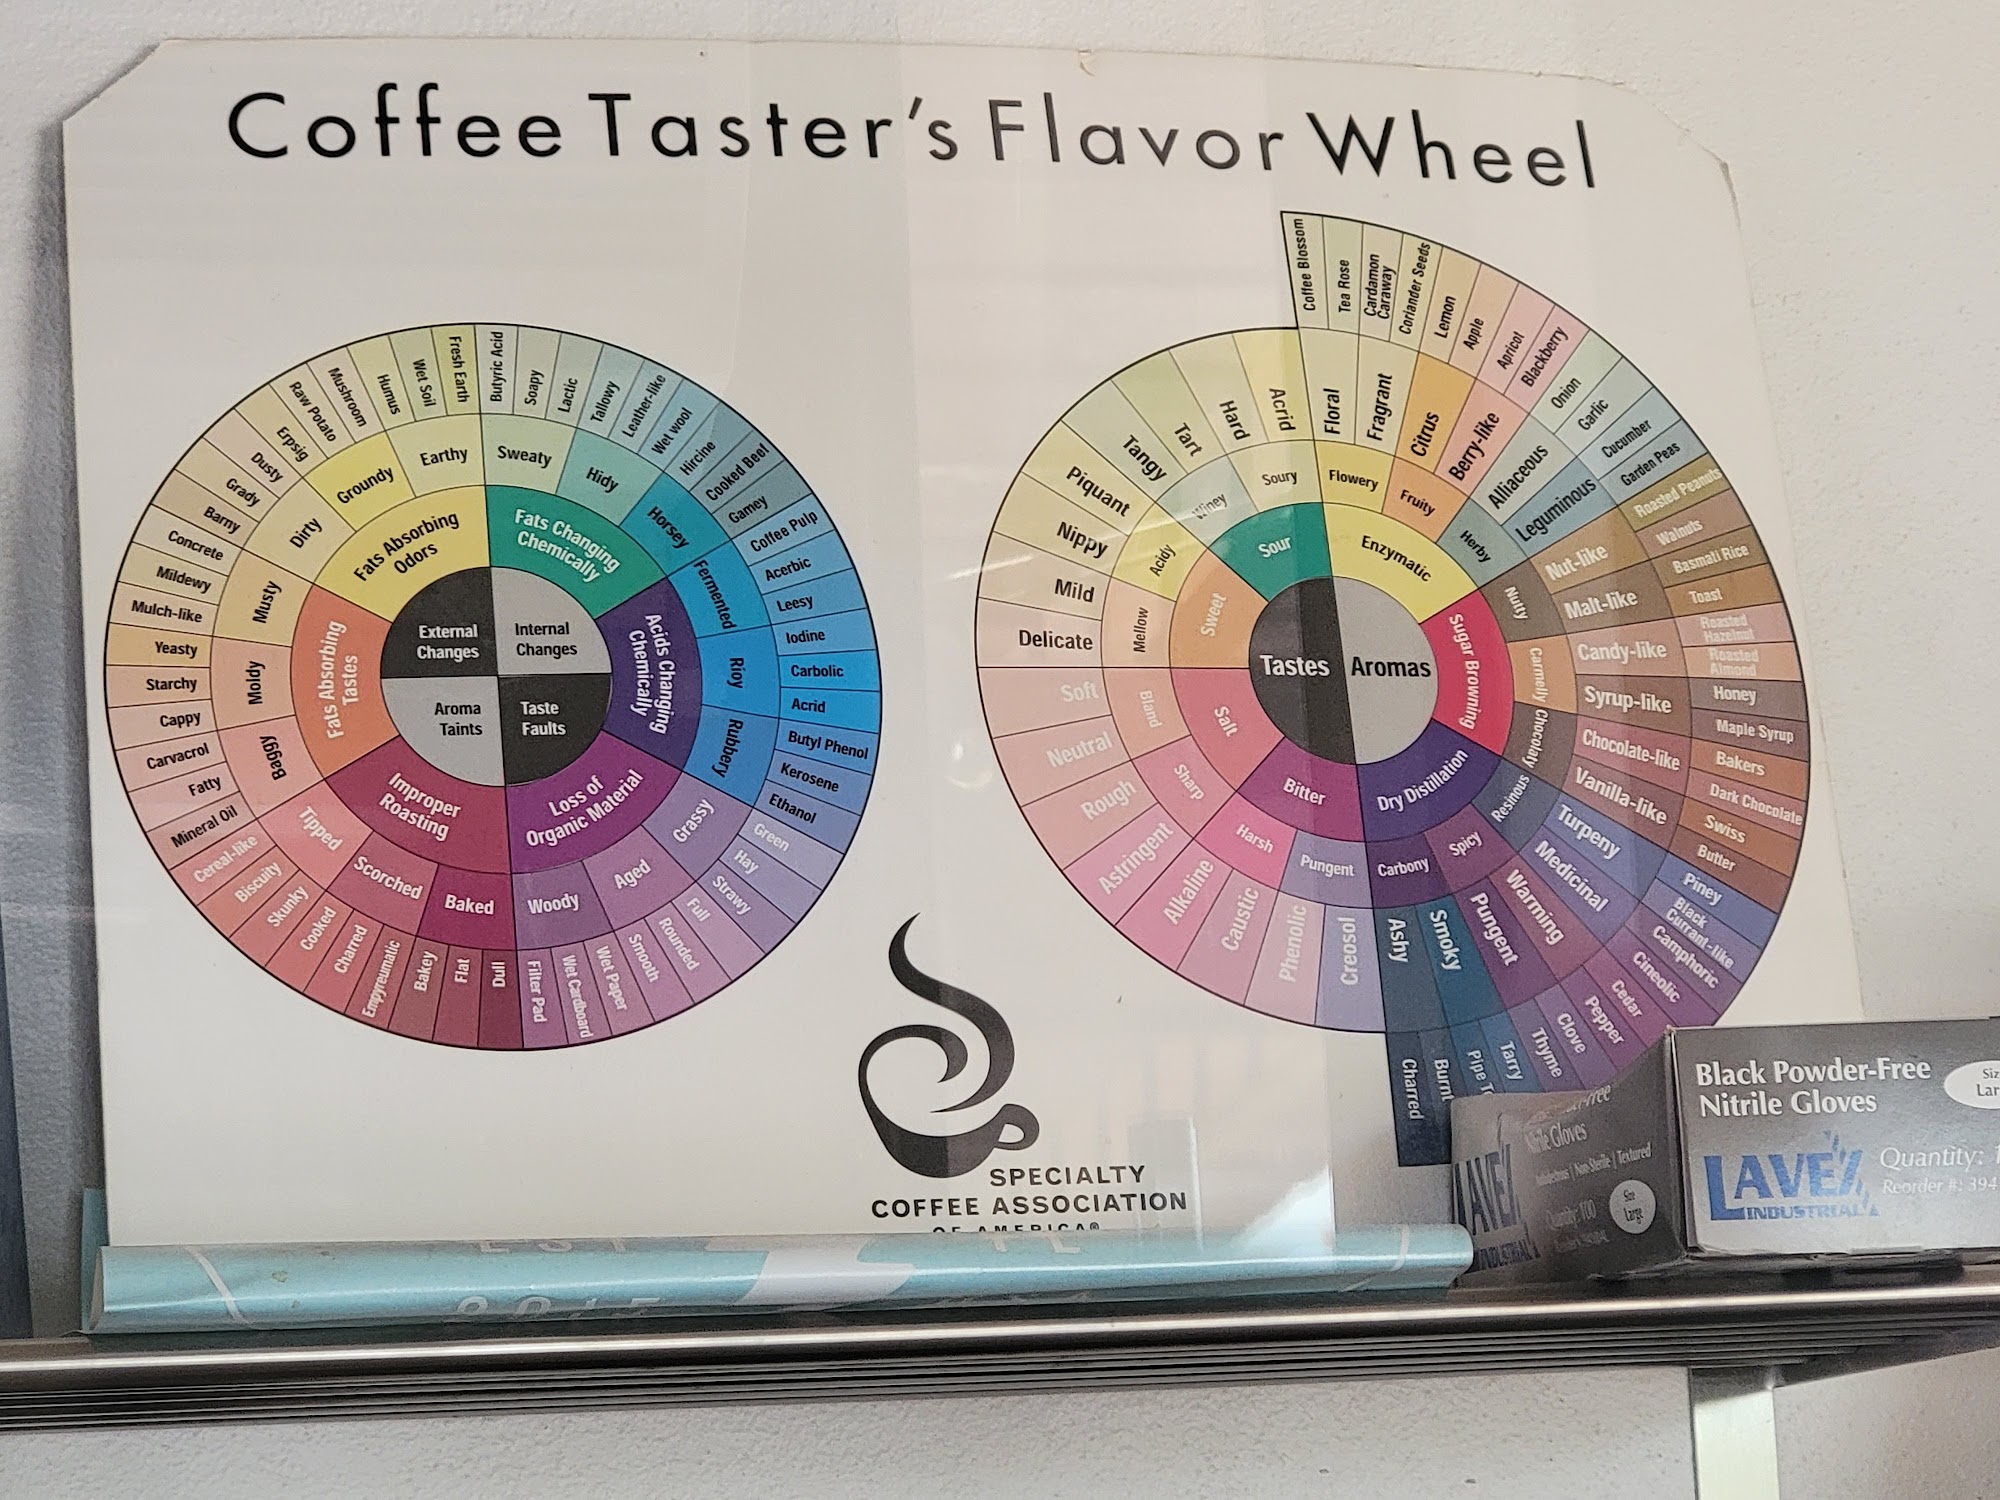 Coffee Taster's Flavor Wheel
External
Changes
Internal
Changes
Aroma
Taints
Taste
Faults
Fats Absorbing
Odors
Fats Changing
Chemically
Acids Changing
Chemically
Loss of
Organic Material
Improper
Roasting
Fats Absorbing
Tastes
Sweaty
Hidy
Horsey
Fermented
Rioy
Rubbery
Grassy
Aged
Woody
Baked
Scorched
Tipped
Baggy
Moldy
Musty
Dirty
Groundy
Earthy
Butyric Acid
Soapy
Lactic
Tallowy
Leather-like
Wet wool
Hircine
Cooked Beef
Gamey
Coffee Pulp
Acerbic
Leesy
Iodine
Carbolic
Acrid
Butyl Phenol
Kerosene
Ethanol
Green
Hay
Strawy
Full
Rounded
Smooth
Wet Paper
Wet Cardboard
Filter Pad
Dull
Flat
Bakey
Empyreumatic
Charred
Cooked
Skunky
Biscuity
Cereal-like
Mineral Oil
Fatty
Carvacrol
Cappy
Starchy
Yeasty
Mulch-like
Mildewy
Concrete
Barny
Grady
Dusty
Erpsig
Raw Potato
Mushroom
Humus
Wet Soil
Fresh Earth
Tastes
Aromas
Sour
Sweet
Salt
Bitter
Enzymatic
Sugar Browning
Dry Distillation
Soury
Winey
Acidy
Mellow
Bland
Sharp
Harsh
Pungent
Acrid
Hard
Tart
Tangy
Piquant
Nippy
Mild
Delicate
Soft
Neutral
Rough
Astringent
Alkaline
Caustic
Phenolic
Creosol
Flowery
Fruity
Herby
Nutty
Carmelly
Chocolaty
Resinous
Spicy
Carbony
Floral
Fragrant
Citrus
Berry-like
Alliaceous
Leguminous
Nut-like
Malt-like
Candy-like
Syrup-like
Chocolate-like
Vanilla-like
Turpeny
Medicinal
Warming
Pungent
Smoky
Ashy
Coffee Blossom
Tea Rose
Cardamon
Caraway
Coriander Seeds
Lemon
Apple
Apricot
Blackberry
Onion
Garlic
Cucumber
Garden Peas
Roasted Peanuts
Walnuts
Basmati Rice
Toast
Roasted
Hazelnut
Roasted
Almond
Honey
Maple Syrup
Bakers
Dark Chocolate
Swiss
Butter
Piney
Black
Currant-like
Camphoric
Cineolic
Cedar
Pepper
Clove
Thyme
Tarry
Pipe
Burnt
Charred
SPECIALTY
COFFEE ASSOCIATION
OF AMERICA®
Black Powder-Free
Nitrile Gloves
LAVEX
INDUSTRIAL
Quantity:
Reorder #: 394
Gloves
Non-Sterile | Textured
Size
Large
Quantity: 100
LAVEX
INDUSTRIAL